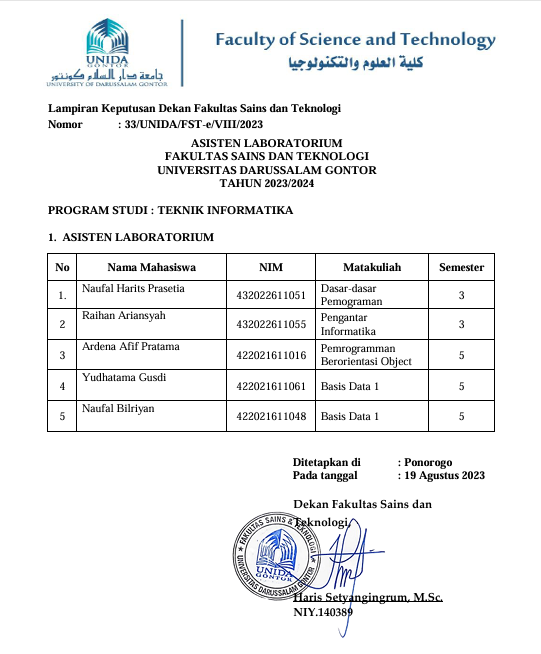 UNIDA
GONTOR
جامعة دار السلام كونتور
UNIVERSITY OF DARUSSALAM GONTOR
Faculty of Science and Technology
كلية العلوم والتكنولوجيا
Lampiran Keputusan Dekan Fakultas Sains dan Teknologi
Nomor : 33/UNIDA/FST-e/VIII/2023
ASISTEN LABORATORIUM
FAKULTAS SAINS DAN TEKNOLOGI
UNIVERSITAS DARUSSALAM GONTOR
TAHUN 2023/2024
PROGRAM STUDI : TEKNIK INFORMATIKA
1. ASISTEN LABORATORIUM
No Nama Mahasiswa NIM Matakuliah Semester
1. Naufal Harits Prasetia 432022611051 Dasar-dasar Pemograman 3
2 Raihan Ariansyah 432022611055 Pengantar Informatika 3
3 Ardena Afif Pratama 422021611016 Pemrogramman Berorientasi Object 5
4 Yudhatama Gusdi 422021611061 Basis Data 1 5
5 Naufal Bilriyan 422021611048 Basis Data 1 5
Ditetapkan di : Ponorogo
Pada tanggal : 19 Agustus 2023
Dekan Fakultas Sains dan
Teknologi,
FAKULTAS SAINS & TEKNOLOGI
UNIDA
GONTOR
UNIVERSITAS DARUSSALAM GONTOR
Haris Setyangingrum, M.Sc.
NIY.140389